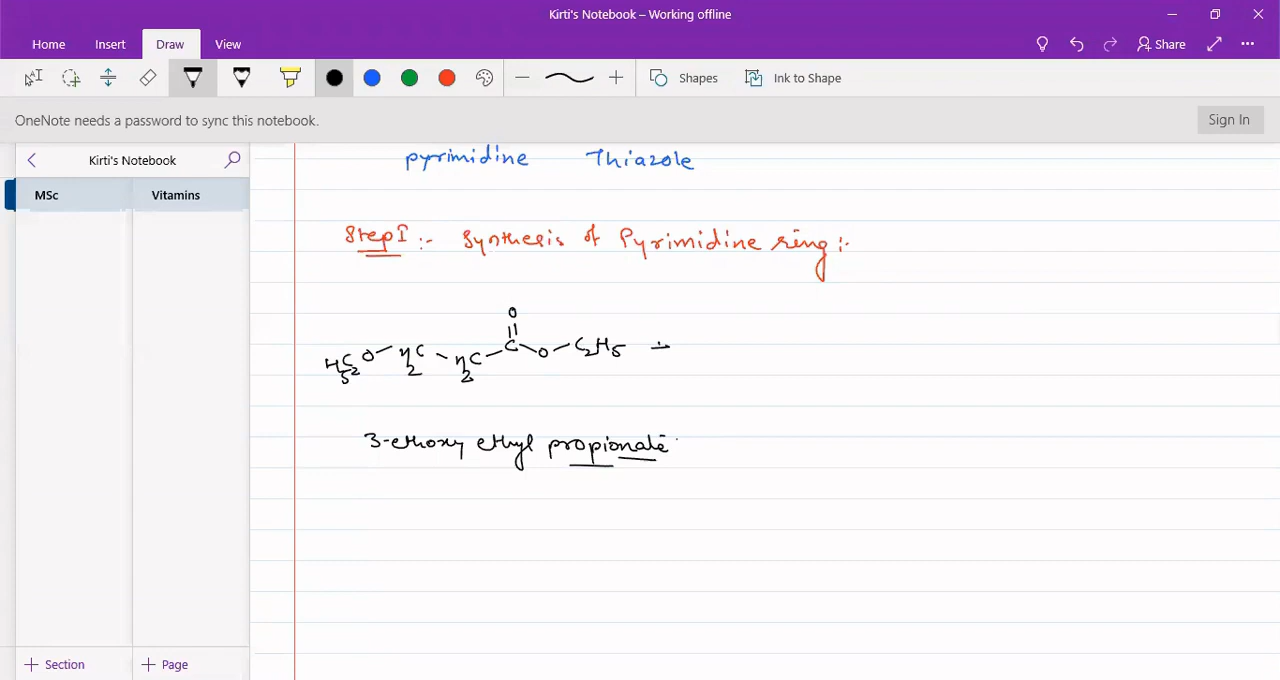 Kirti's Notebook – Working offline
Home Insert Draw View Share
Shapes Ink to Shape
OneNote needs a password to sync this notebook. Sign In
Kirti's Notebook
MSc Vitamins
pyrimidine Thiazole
Step I :- Synthesis of Pyrimidine ring :-
O
H5C2 O – H2C – H2C – C – O – C2H5 +
3-ethoxy ethyl propionate
Section Page